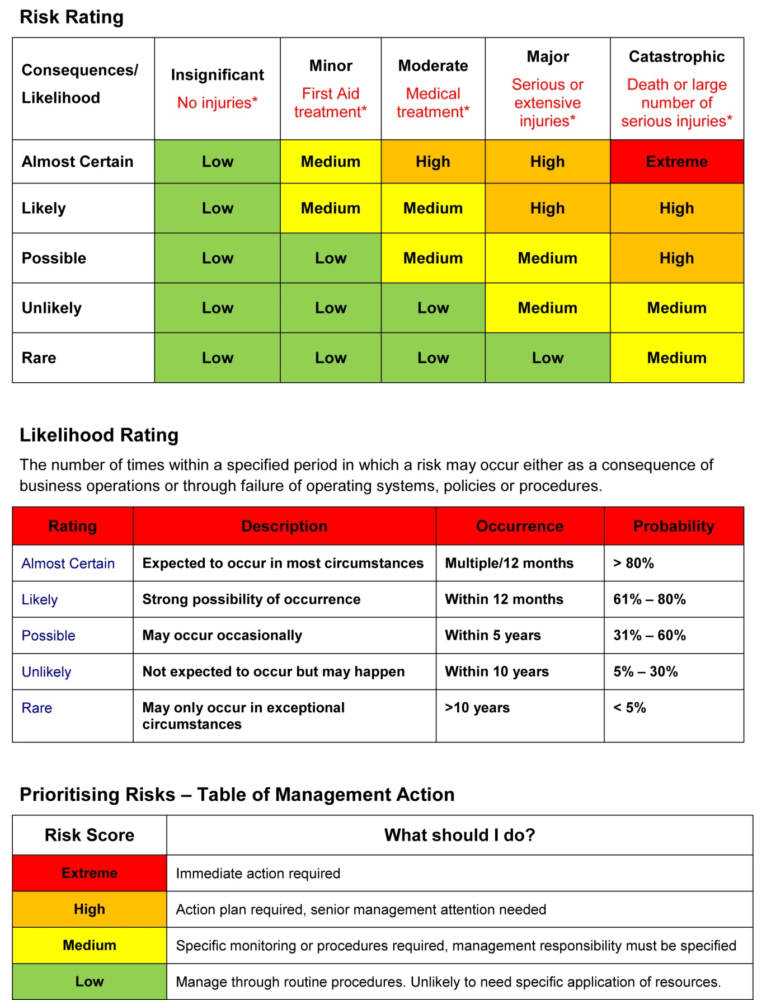 Risk Rating
Consequences/
Likelihood
Insignificant
No injuries*
Minor
First Aid
treatment*
Moderate
Medical
treatment*
Major
Serious or
extensive
injuries*
Catastrophic
Death or large
number of
serious injuries*
Almost Certain Low Medium High High Extreme
Likely Low Medium Medium High High
Possible Low Low Medium Medium High
Unlikely Low Low Low Medium Medium
Rare Low Low Low Low Medium
Likelihood Rating
The number of times within a specified period in which a risk may occur either as a consequence of
business operations or through failure of operating systems, policies or procedures.
Rating Description Occurrence Probability
Almost Certain Expected to occur in most circumstances Multiple/12 months > 80%
Likely Strong possibility of occurrence Within 12 months 61% – 80%
Possible May occur occasionally Within 5 years 31% – 60%
Unlikely Not expected to occur but may happen Within 10 years 5% – 30%
Rare May only occur in exceptional >10 years < 5%
circumstances
Prioritising Risks – Table of Management Action
Risk Score What should I do?
Extreme Immediate action required
High Action plan required, senior management attention needed
Medium Specific monitoring or procedures required, management responsibility must be specified
Low Manage through routine procedures. Unlikely to need specific application of resources.